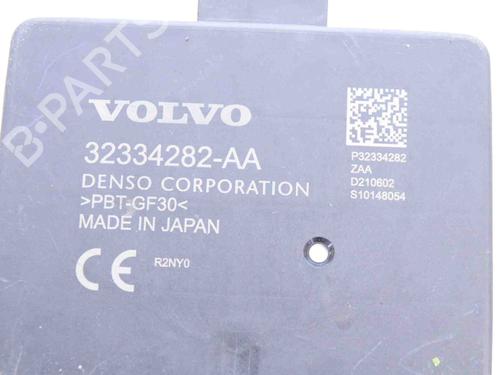 B-PARTS
VOLVO
32334282-AA
DENSO CORPORATION
>PBT-GF30<
MADE IN JAPAN
CE
R2NY0
P32334282
ZAA
D210602
S10148054